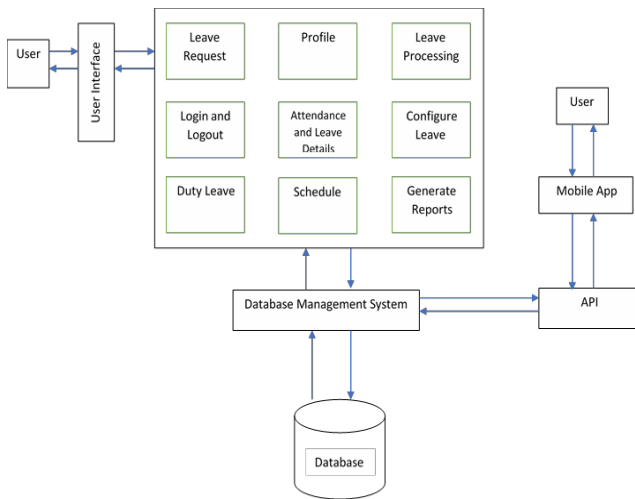 User
User Interface
Leave
Request
Profile
Leave
Processing
Login and
Logout
Attendance
and Leave
Details
Configure
Leave
Duty Leave
Schedule
Generate
Reports
User
Mobile App
API
Database Management System
Database